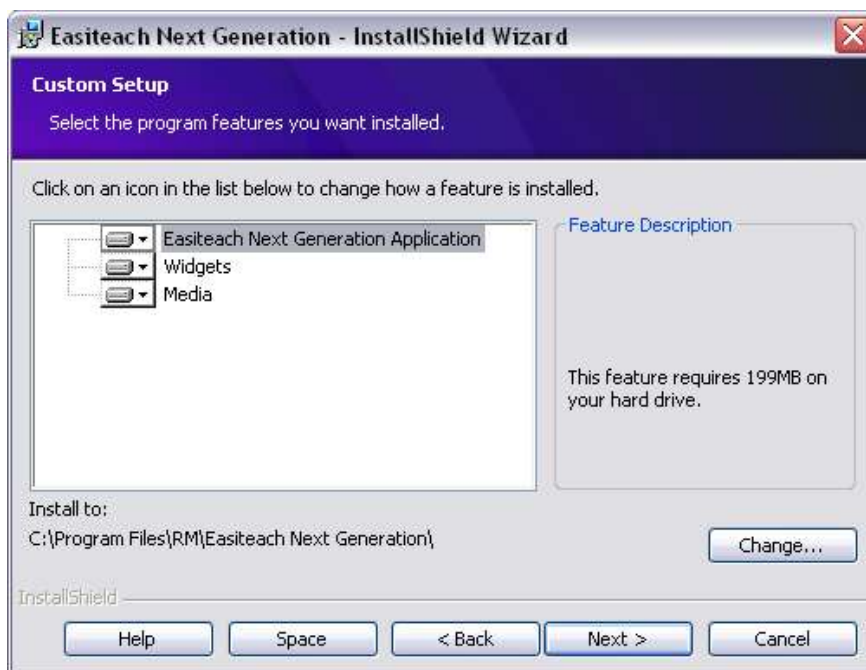 Easiteach Next Generation - InstallShield Wizard
Custom Setup
Select the program features you want installed.
Click on an icon in the list below to change how a feature is installed.
Easiteach Next Generation Application
Widgets
Media
Feature Description
This feature requires 199MB on
your hard drive.
Install to:
C:\Program Files\RM\Easiteach Next Generation\
Change...
InstallShield
Help
Space
< Back
Next >
Cancel